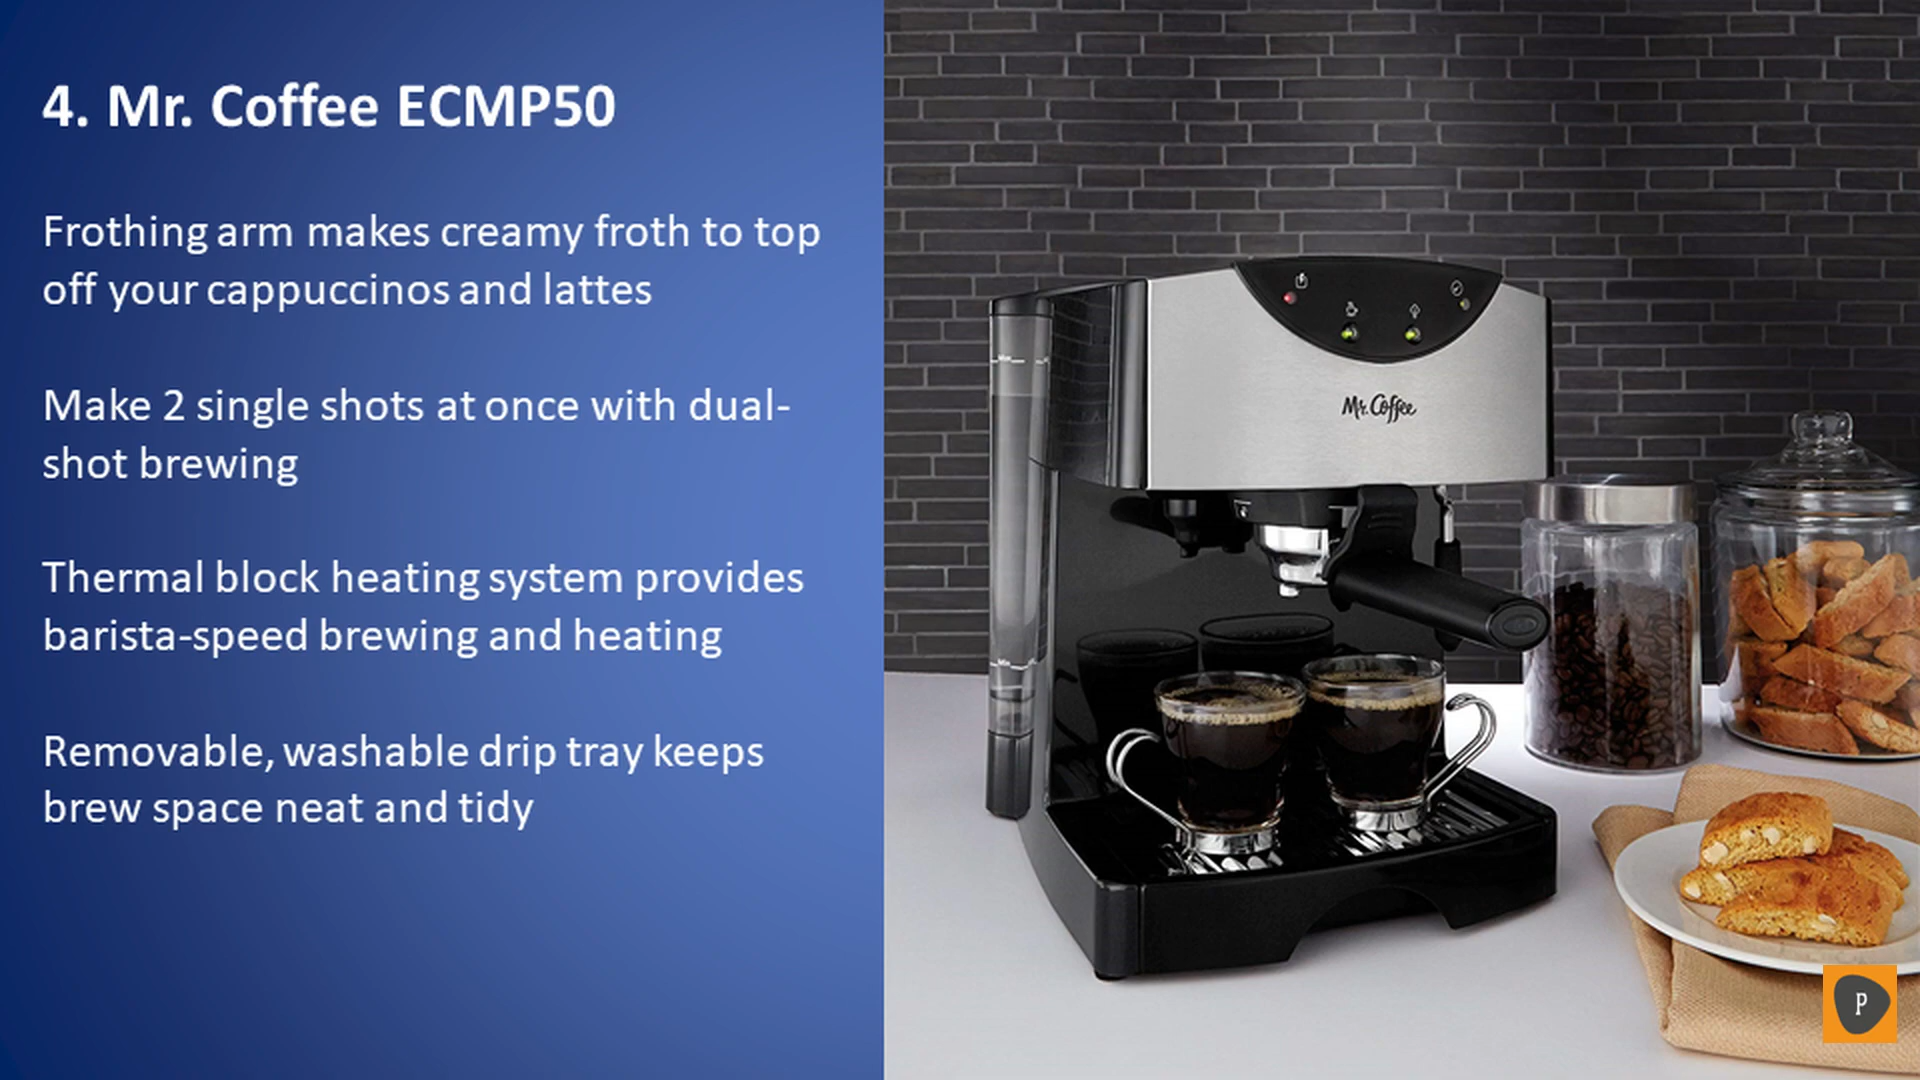 4. Mr. Coffee ECMP50
Frothing arm makes creamy froth to top
off your cappuccinos and lattes
Make 2 single shots at once with dual-
shot brewing
Thermal block heating system provides
barista-speed brewing and heating
Removable, washable drip tray keeps
brew space neat and tidy
Mr. Coffee
P